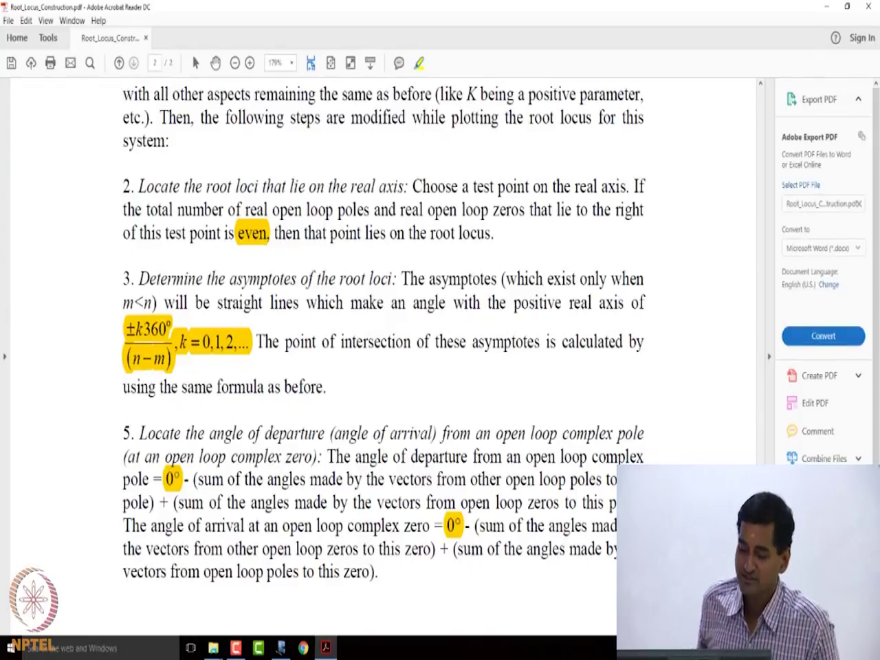 Root_Locus_Construction.pdf - Adobe Acrobat Reader DC
File Edit View Window Help
Home Tools Root_Locus_Constr... × Sign In
2 / 2 179%
with all other aspects remaining the same as before (like K being a positive parameter,
etc.). Then, the following steps are modified while plotting the root locus for this
system:
2. Locate the root loci that lie on the real axis: Choose a test point on the real axis. If
the total number of real open loop poles and real open loop zeros that lie to the right
of this test point is even, then that point lies on the root locus.
3. Determine the asymptotes of the root loci: The asymptotes (which exist only when
m<n) will be straight lines which make an angle with the positive real axis of
±k360°/(n−m), k = 0,1,2,... The point of intersection of these asymptotes is calculated by
using the same formula as before.
5. Locate the angle of departure (angle of arrival) from an open loop complex pole
(at an open loop complex zero): The angle of departure from an open loop complex
pole = 0° - (sum of the angles made by the vectors from other open loop poles to
pole) + (sum of the angles made by the vectors from open loop zeros to this p
The angle of arrival at an open loop complex zero = 0° - (sum of the angles mad
the vectors from other open loop zeros to this zero) + (sum of the angles made by
vectors from open loop poles to this zero).
Export PDF
Adobe Export PDF
Convert PDF Files to Word
or Excel Online
Select PDF File
Root_Locus_C...truction.pdf
Convert to
Microsoft Word (*.docx)
Document Language:
English (U.S.) Change
Convert
Create PDF
Edit PDF
Comment
Combine Files
NPTEL
the web and Windows